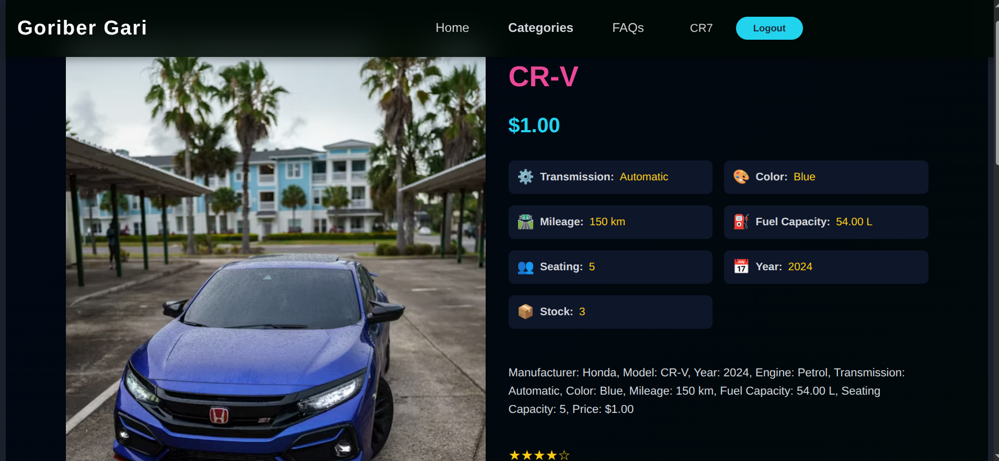 Goriber Gari
Home
Categories
FAQs
CR7
Logout
CR-V
$1.00
Transmission: Automatic
Color: Blue
Mileage: 150 km
Fuel Capacity: 54.00 L
Seating: 5
July
17
Year: 2024
Stock: 3
Manufacturer: Honda, Model: CR-V, Year: 2024, Engine: Petrol, Transmission:
Automatic, Color: Blue, Mileage: 150 km, Fuel Capacity: 54.00 L, Seating
Capacity: 5, Price: $1.00
★★★★☆